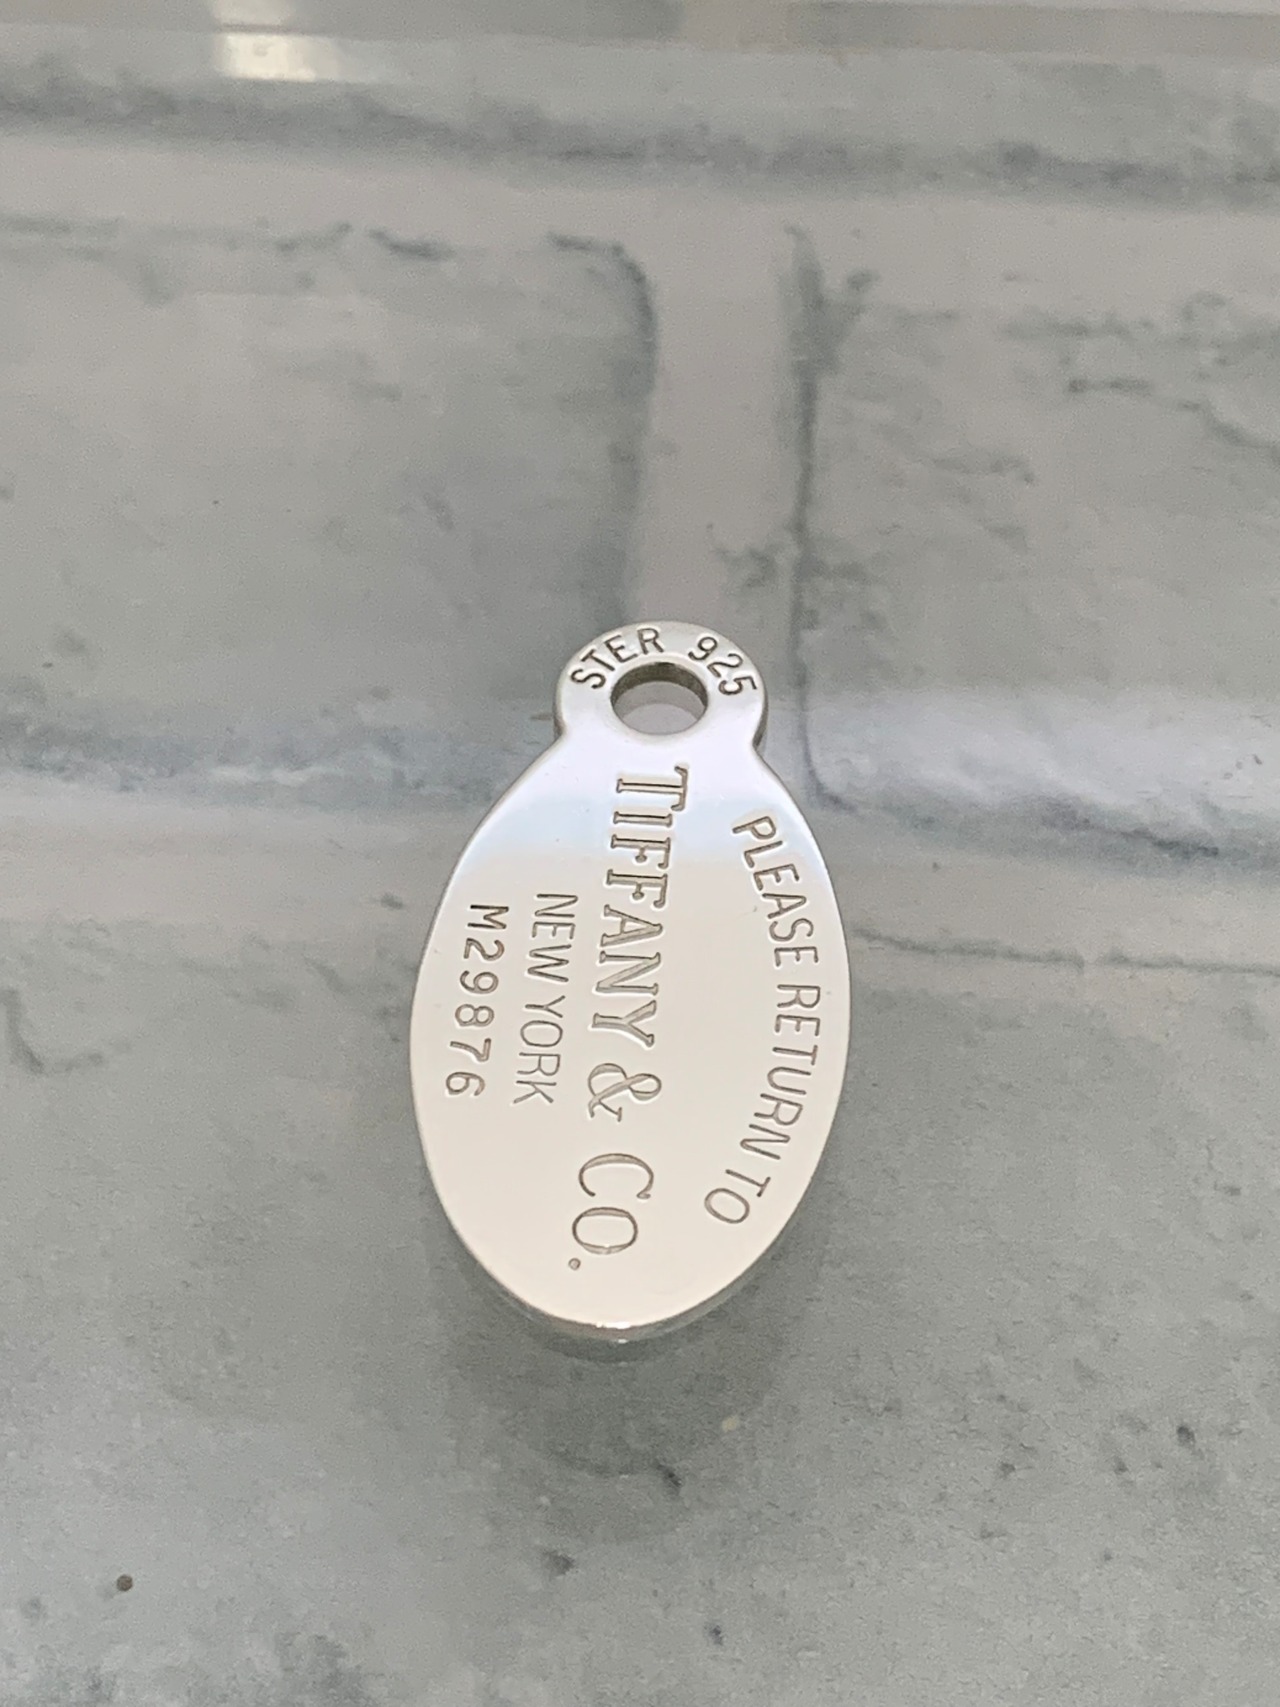 STER 925
PLEASE RETURN TO
TIFFANY & CO.
NEW YORK
M29876